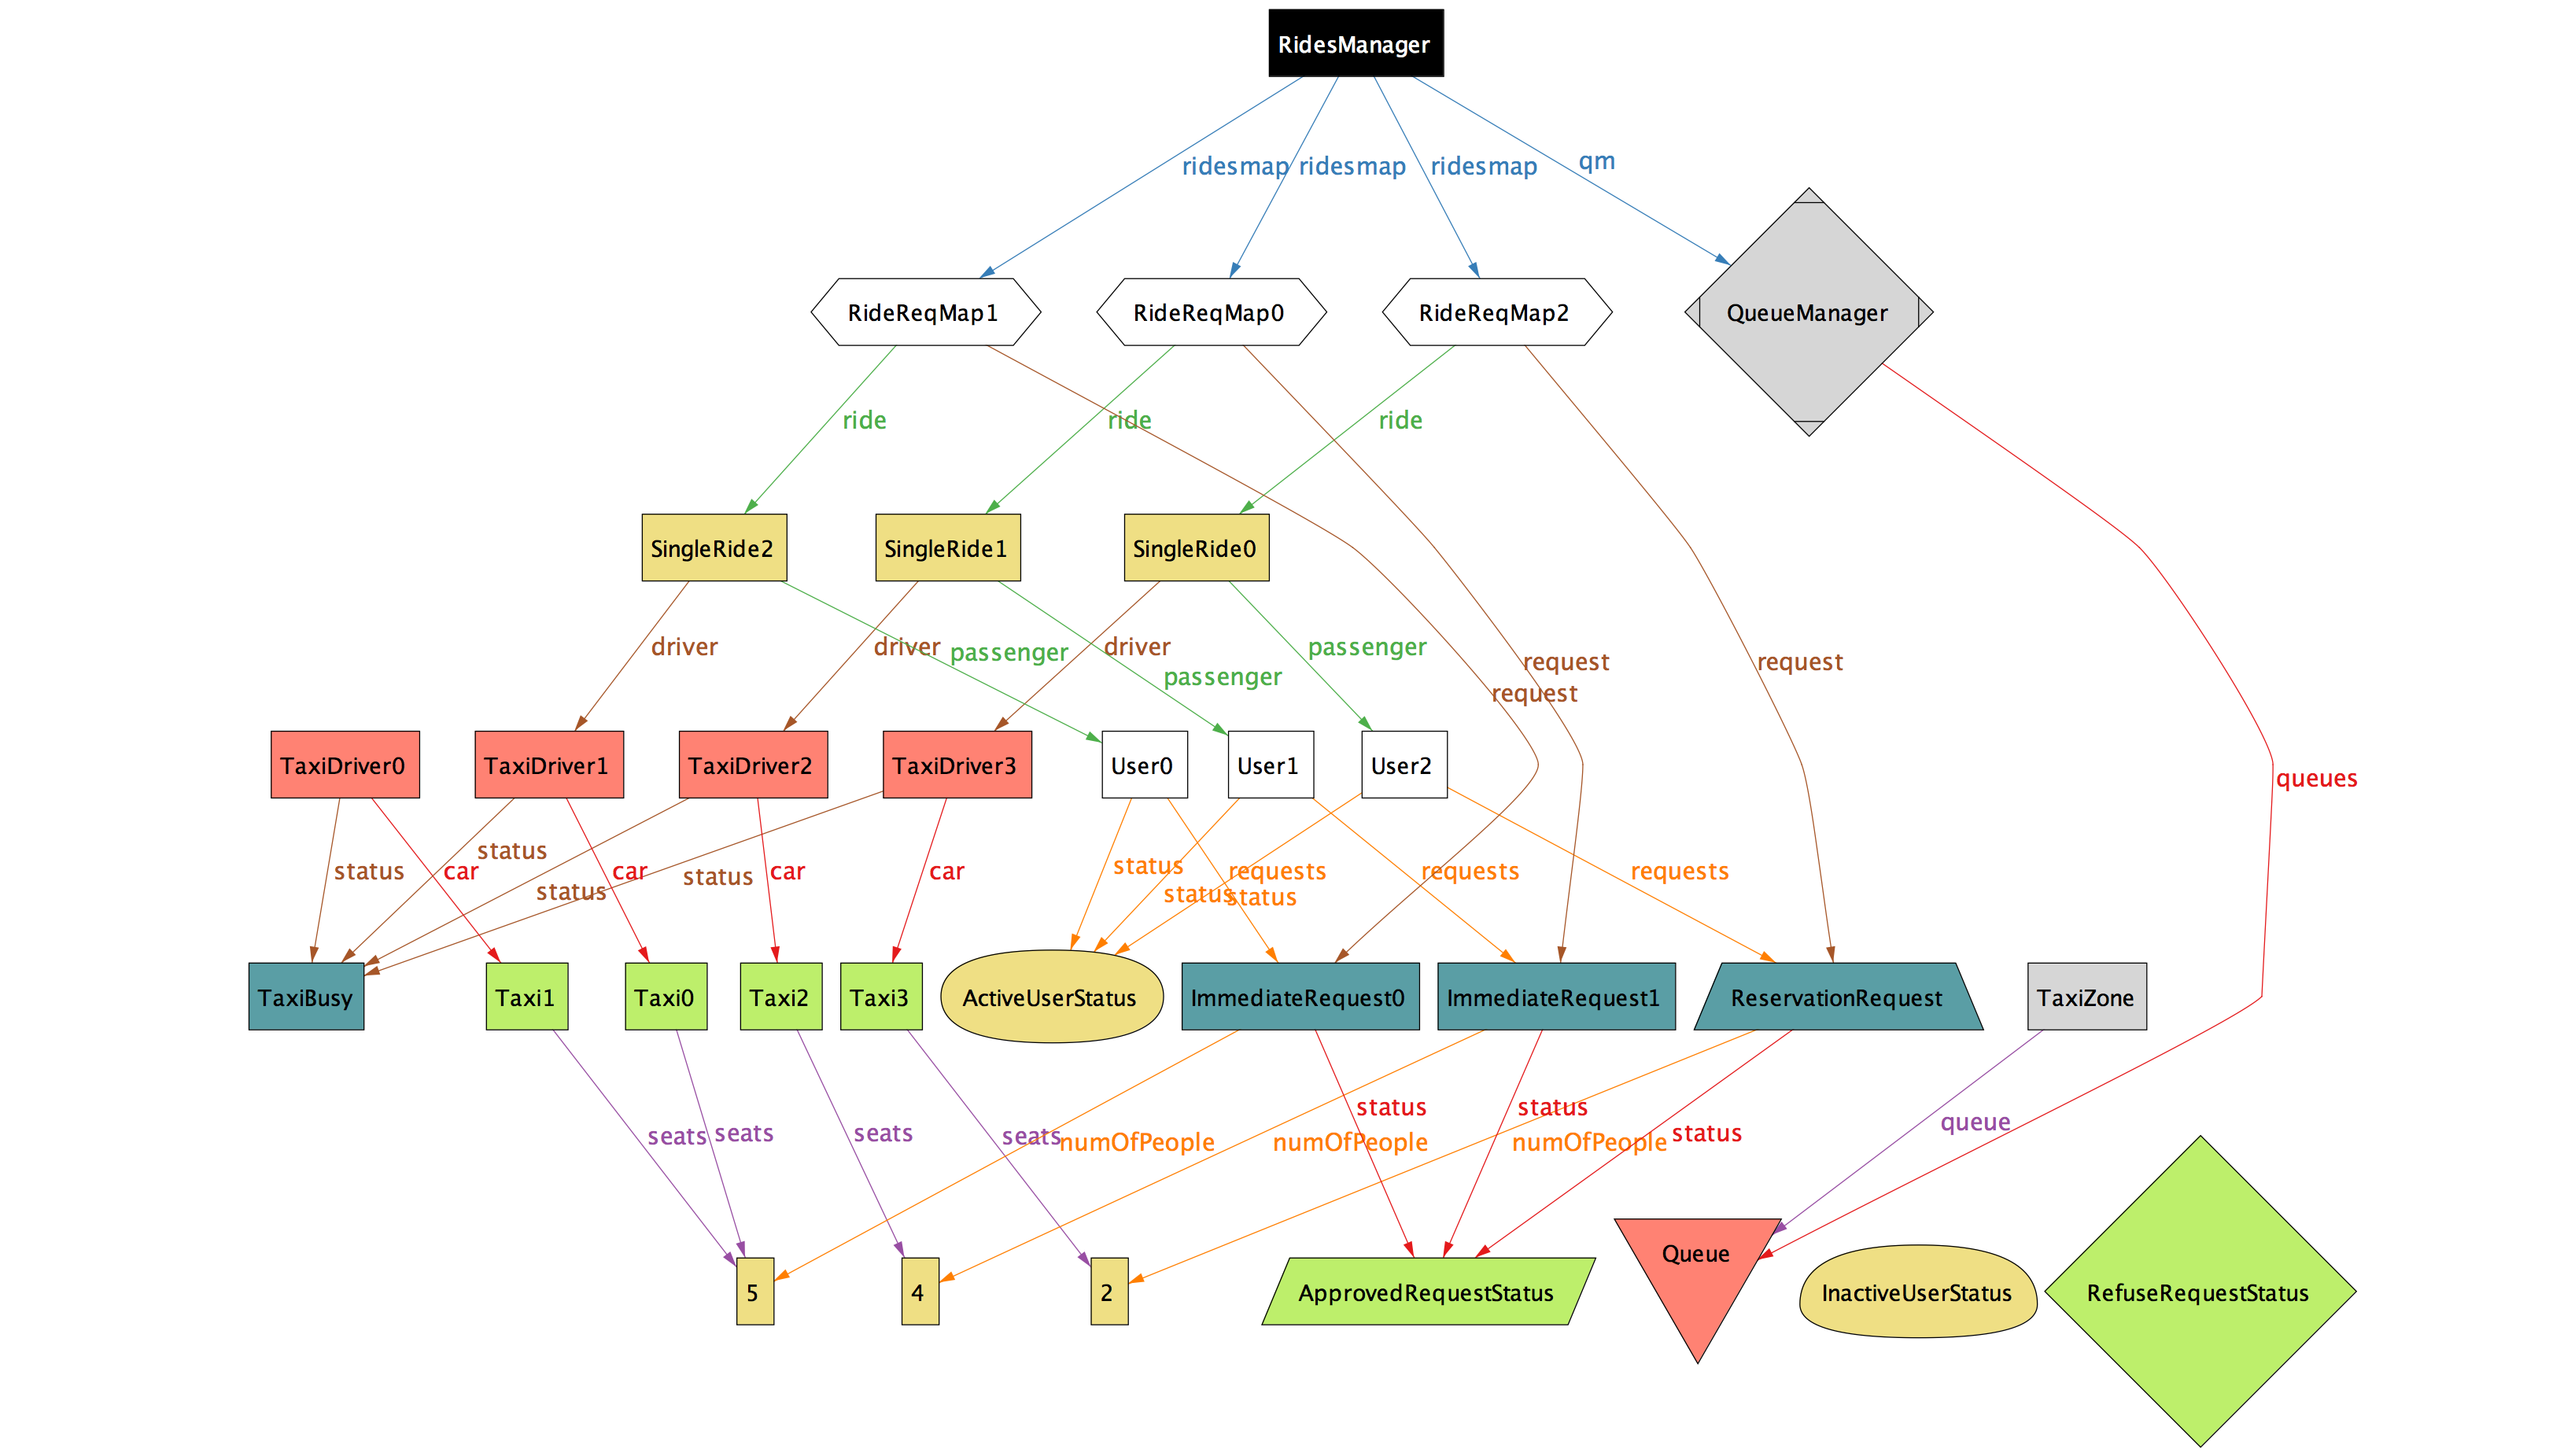 RidesManager
ridesmap
ridesmap
ridesmap
qm
RideReqMap1
RideReqMap0
RideReqMap2
QueueManager
ride
ride
ride
SingleRide2
SingleRide1
SingleRide0
driver
driver
passenger
driver
passenger
passenger
request
request
request
TaxiDriver0
TaxiDriver1
TaxiDriver2
TaxiDriver3
User0
User1
User2
queues
status
car
status
status
car
status
car
car
status
status
requests
status
requests
requests
TaxiBusy
Taxi1
Taxi0
Taxi2
Taxi3
ActiveUserStatus
ImmediateRequest0
ImmediateRequest1
ReservationRequest
TaxiZone
seats
seats
seats
seats
numOfPeople
numOfPeople
status
numOfPeople
status
status
queue
5
4
2
ApprovedRequestStatus
Queue
InactiveUserStatus
RefuseRequestStatus